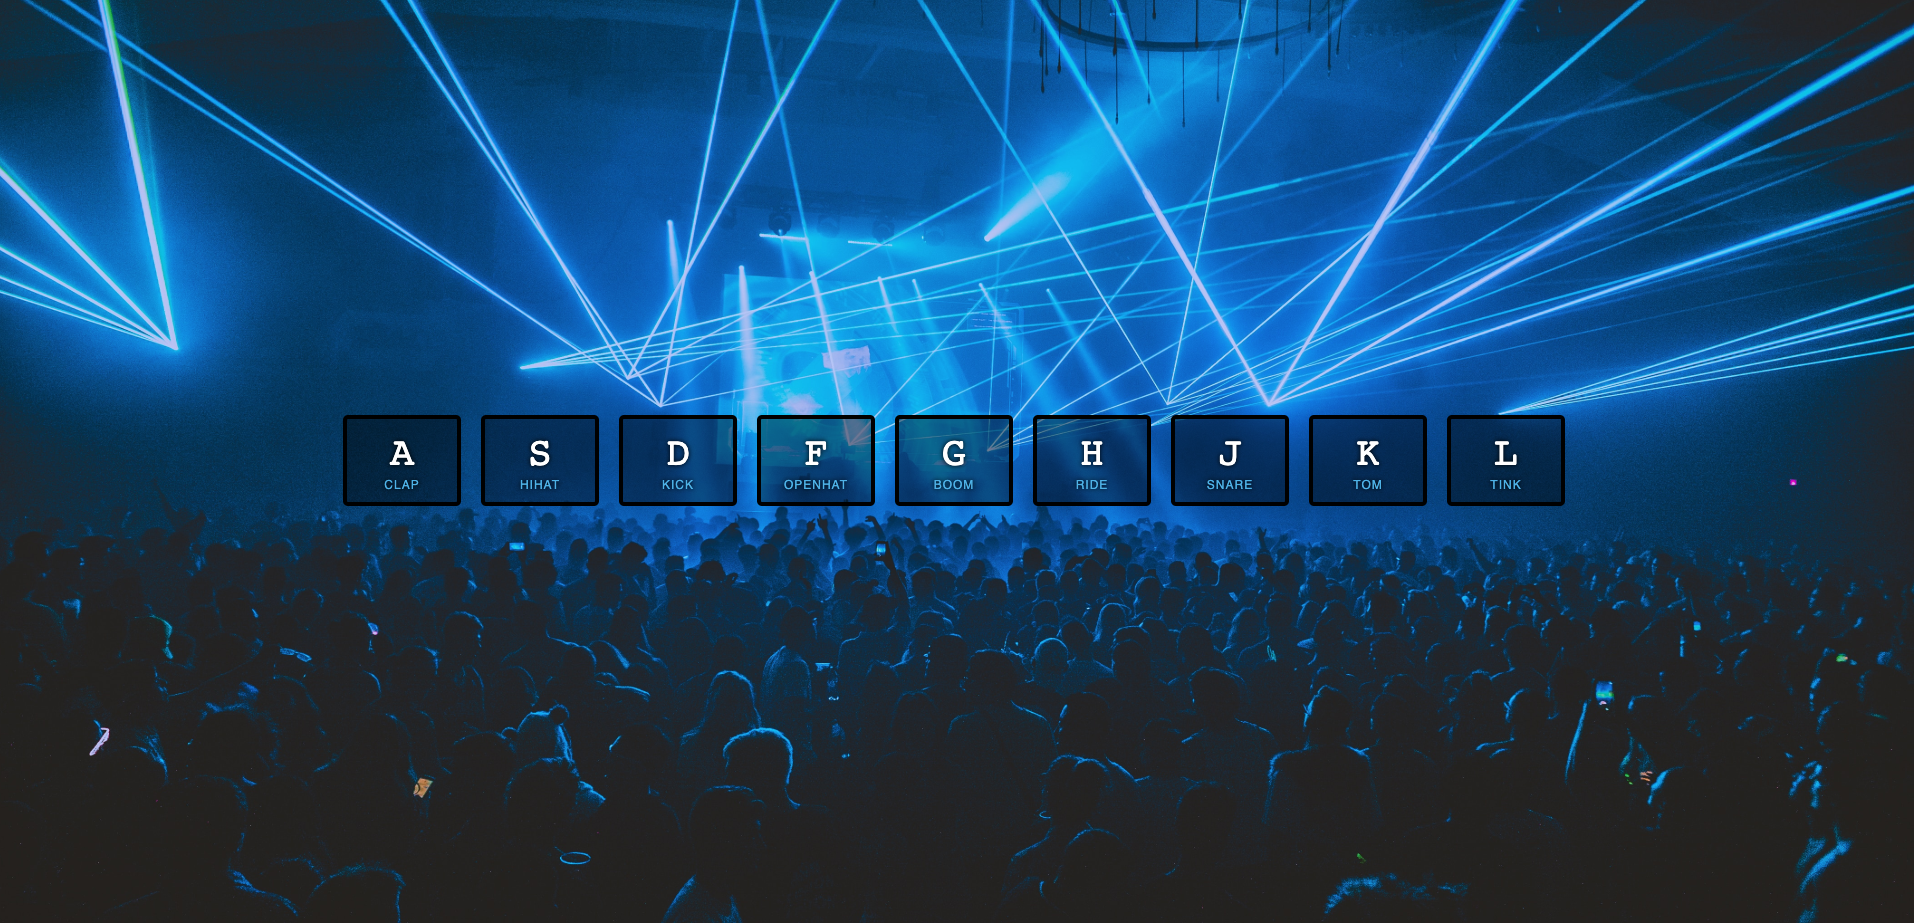 A S D F G H J K L
CLAP HIHAT KICK OPENHAT BOOM RIDE SNARE TOM TINK